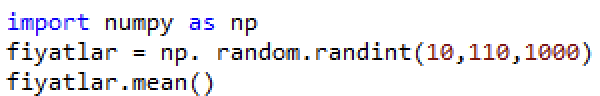 import numpy as np
fiyatlar = np. random.randint(10,110,1000)
fiyatlar.mean()